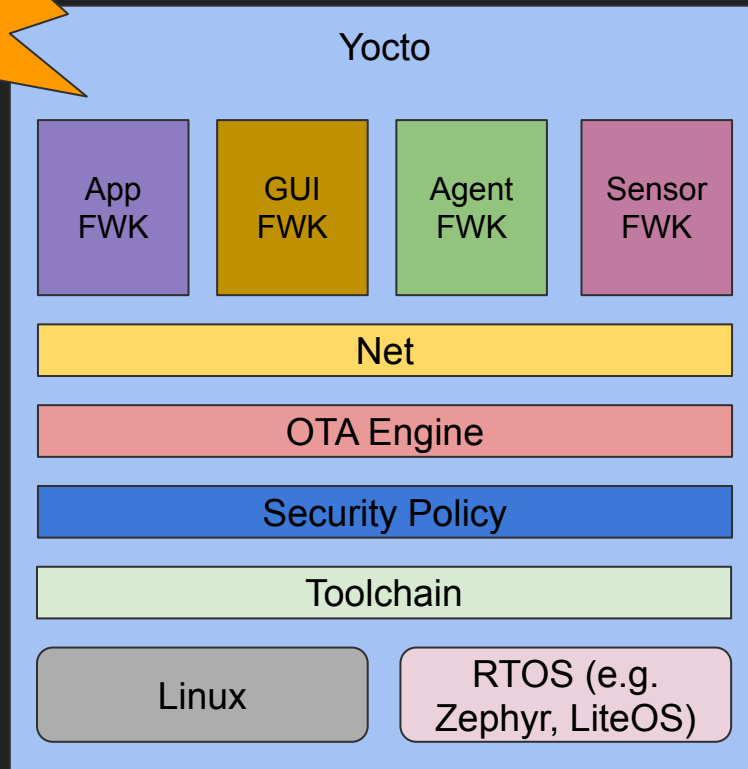 Yocto
App
FWK
GUI
FWK
Agent
FWK
Sensor
FWK
Net
OTA Engine
Security Policy
Toolchain
Linux
RTOS (e.g.
Zephyr, LiteOS)